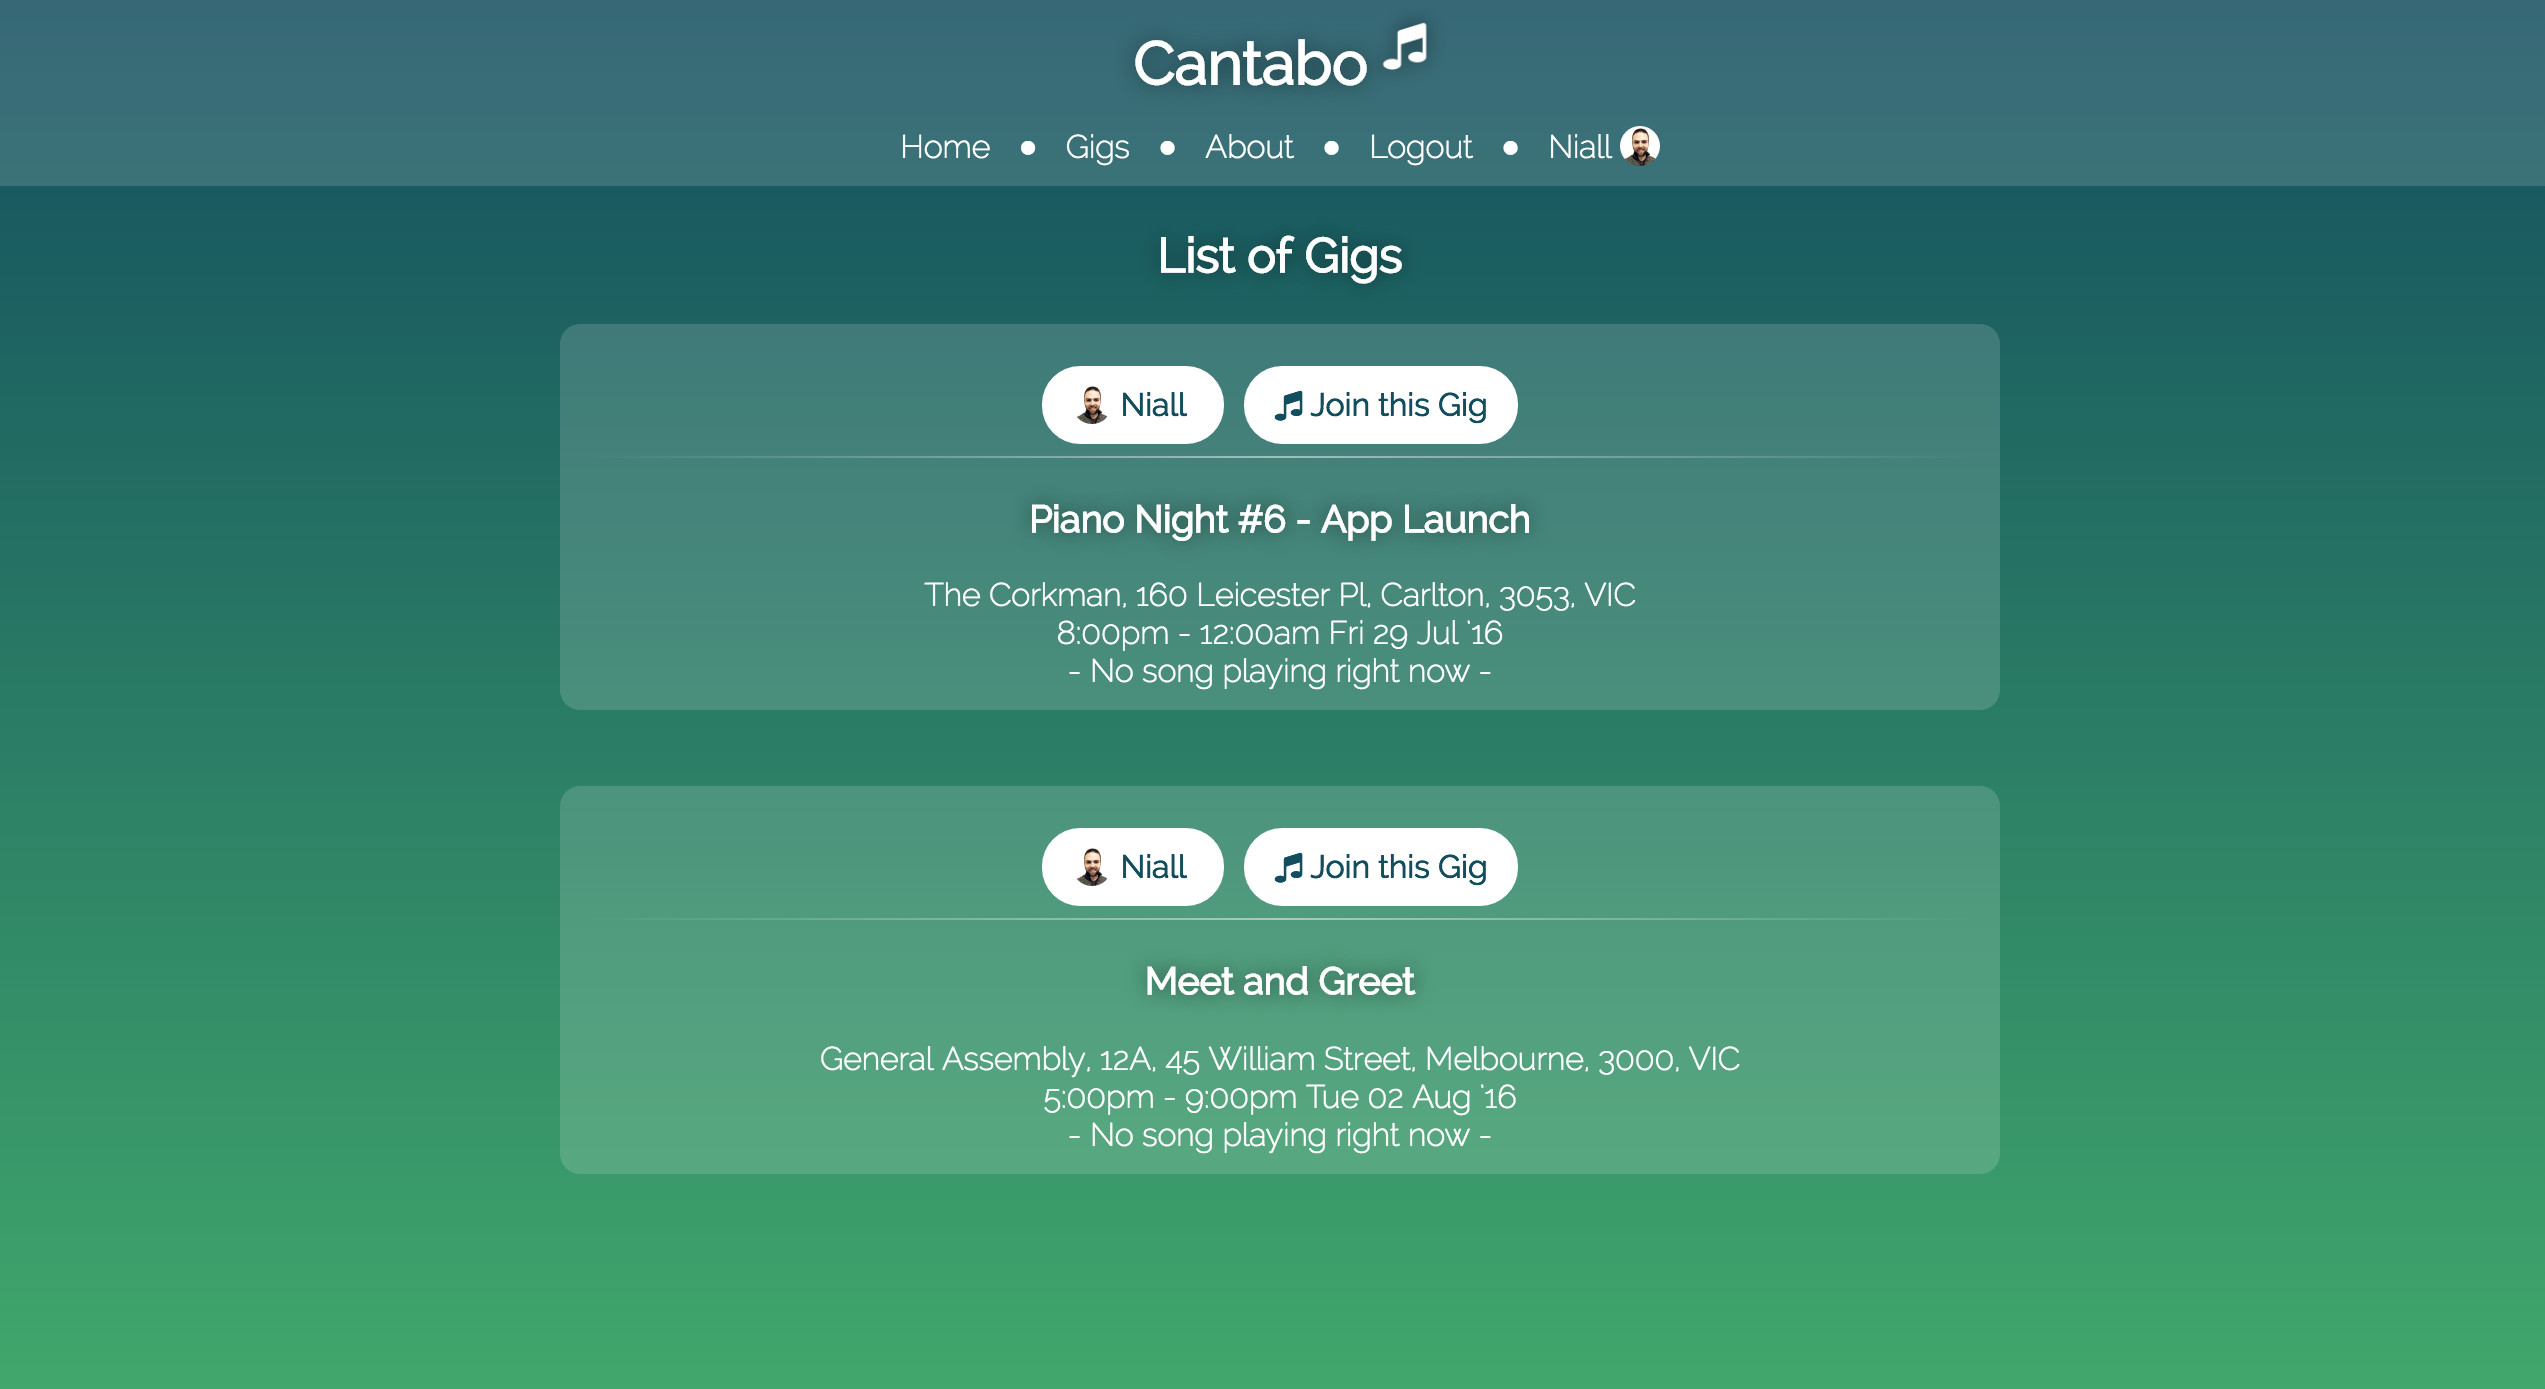 Cantabo
Home • Gigs • About • Logout • Niall
List of Gigs
Niall
Join this Gig
Piano Night #6 - App Launch
The Corkman, 160 Leicester Pl, Carlton, 3053, VIC
8:00pm - 12:00am Fri 29 Jul '16
- No song playing right now -
Niall
Join this Gig
Meet and Greet
General Assembly, 12A, 45 William Street, Melbourne, 3000, VIC
5:00pm - 9:00pm Tue 02 Aug '16
- No song playing right now -